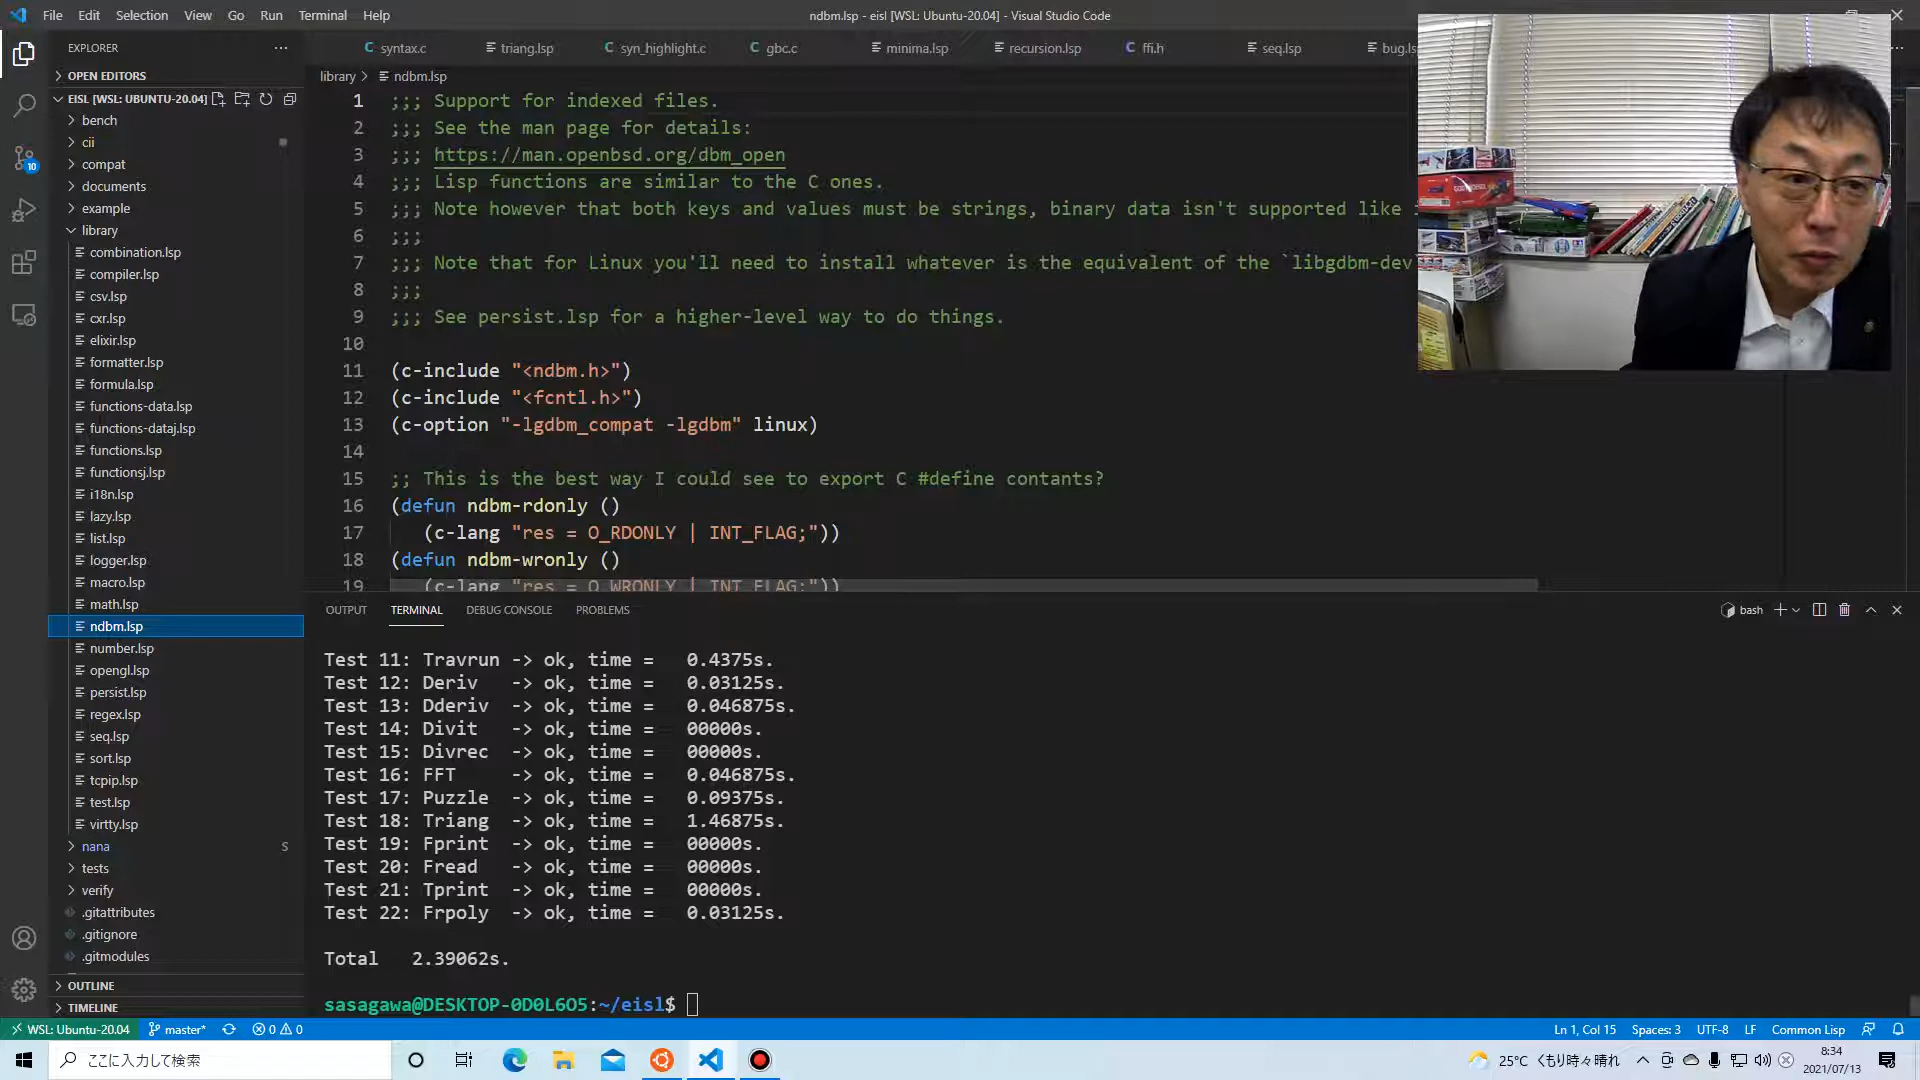 File Edit Selection View Go Run Terminal Help
ndbm.lsp - eisl [WSL: Ubuntu-20.04] - Visual Studio Code
EXPLORER
OPEN EDITORS
EISL [WSL: UBUNTU-20.04]
bench
cii
compat
documents
example
library
combination.lsp
compiler.lsp
csv.lsp
cxr.lsp
elixir.lsp
formatter.lsp
formula.lsp
functions-data.lsp
functions-dataj.lsp
functions.lsp
functionsj.lsp
i18n.lsp
lazy.lsp
list.lsp
logger.lsp
macro.lsp
math.lsp
ndbm.lsp
number.lsp
opengl.lsp
persist.lsp
regex.lsp
seq.lsp
sort.lsp
tcpip.lsp
test.lsp
virtty.lsp
nana S
tests
verify
.gitattributes
.gitignore
.gitmodules
OUTLINE
TIMELINE
10
C syntax.c triang.lsp C syn_highlight.c C gbc.c minima.lsp recursion.lsp C ffi.h seq.lsp bug.ls
library > ndbm.lsp
1 ;;; Support for indexed files.
2 ;;; See the man page for details:
3 ;;; https://man.openbsd.org/dbm_open
4 ;;; Lisp functions are similar to the C ones.
5 ;;; Note however that both keys and values must be strings, binary data isn't supported like
6 ;;;
7 ;;; Note that for Linux you'll need to install whatever is the equivalent of the `libgdbm-dev
8 ;;;
9 ;;; See persist.lsp for a higher-level way to do things.
10
11 (c-include "<ndbm.h>")
12 (c-include "<fcntl.h>")
13 (c-option "-lgdbm_compat -lgdbm" linux)
14
15 ;; This is the best way I could see to export C #define contants?
16 (defun ndbm-rdonly ()
17 (c-lang "res = O_RDONLY | INT_FLAG;"))
18 (defun ndbm-wronly ()
19 (c-lang "res = O_WRONLY | INT_FLAG;"))
OUTPUT TERMINAL DEBUG CONSOLE PROBLEMS
bash
Test 11: Travrun -> ok, time = 0.4375s.
Test 12: Deriv -> ok, time = 0.03125s.
Test 13: Dderiv -> ok, time = 0.046875s.
Test 14: Divit -> ok, time = 00000s.
Test 15: Divrec -> ok, time = 00000s.
Test 16: FFT -> ok, time = 0.046875s.
Test 17: Puzzle -> ok, time = 0.09375s.
Test 18: Triang -> ok, time = 1.46875s.
Test 19: Fprint -> ok, time = 00000s.
Test 20: Fread -> ok, time = 00000s.
Test 21: Tprint -> ok, time = 00000s.
Test 22: Frpoly -> ok, time = 0.03125s.
Total 2.39062s.
sasagawa@DESKTOP-0D0L6O5:~/eisl$
WSL: Ubuntu-20.04 master* 0 0
Ln 1, Col 15 Spaces: 3 UTF-8 LF Common Lisp
ここに入力して検索
25°C くもり時々晴れ
8:34
2021/07/13